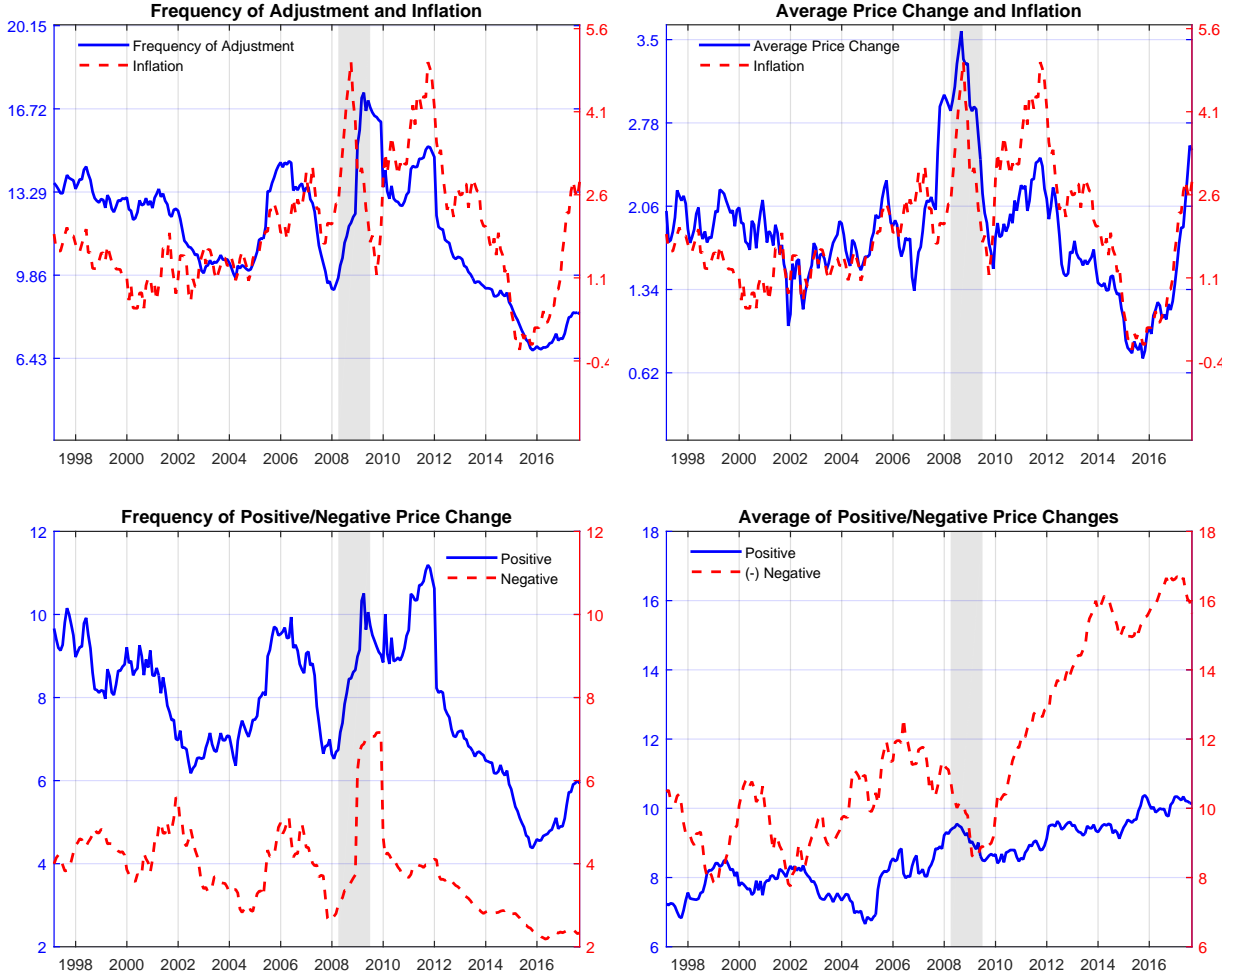 Frequency of Adjustment and Inflation
20.15
16.72
13.29
9.86
6.43
5.6
4.1
2.6
1.1
-0.4
Frequency of Adjustment
Inflation
1998 2000 2002 2004 2006 2008 2010 2012 2014 2016
Average Price Change and Inflation
3.5
2.78
2.06
1.34
0.62
5.6
4.1
2.6
1.1
-0.4
Average Price Change
Inflation
1998 2000 2002 2004 2006 2008 2010 2012 2014 2016
Frequency of Positive/Negative Price Change
12
10
8
6
4
2
12
10
8
6
4
2
Positive
Negative
1998 2000 2002 2004 2006 2008 2010 2012 2014 2016
Average of Positive/Negative Price Changes
18
16
14
12
10
8
6
18
16
14
12
10
8
6
Positive
(-) Negative
1998 2000 2002 2004 2006 2008 2010 2012 2014 2016